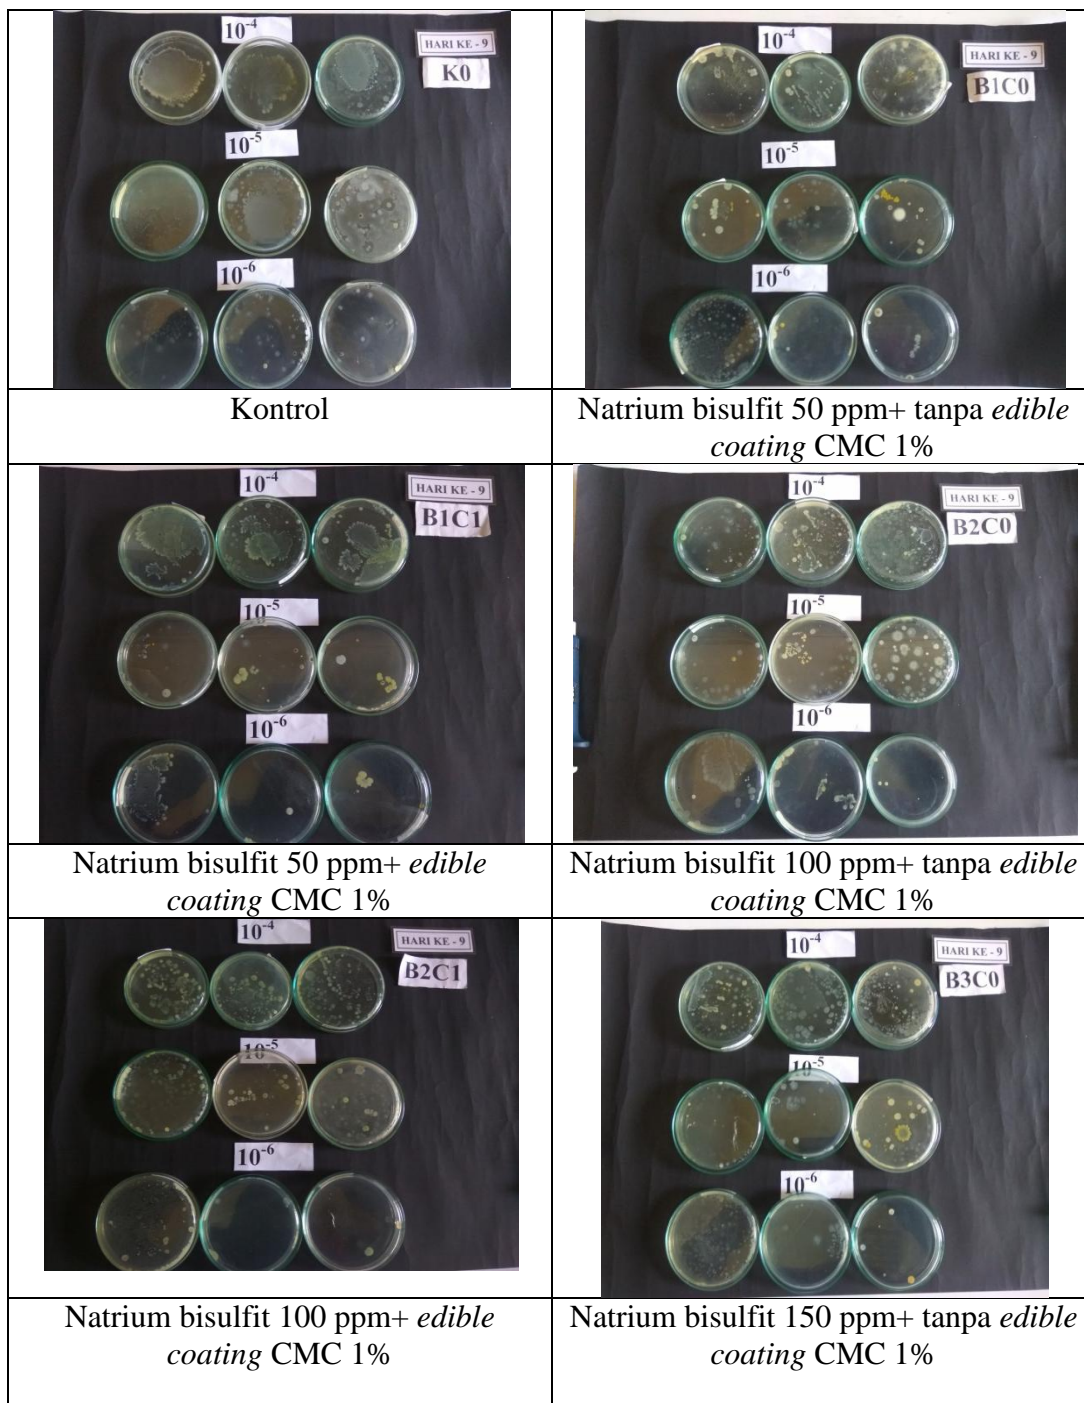 10-4
HARI KE - 9
K0
10-5
10-6
Kontrol
10-4
HARI KE - 9
B1C0
10-5
10-6
Natrium bisulfit 50 ppm+ tanpa edible
coating CMC 1%
10-4
HARI KE - 9
B1C1
10-5
10-6
Natrium bisulfit 50 ppm+ edible
coating CMC 1%
10-4
HARI KE - 9
B2C0
10-5
10-6
Natrium bisulfit 100 ppm+ tanpa edible
coating CMC 1%
10-4
HARI KE - 9
B2C1
10-5
10-6
Natrium bisulfit 100 ppm+ edible
coating CMC 1%
10-4
HARI KE - 9
B3C0
10-5
10-6
Natrium bisulfit 150 ppm+ tanpa edible
coating CMC 1%